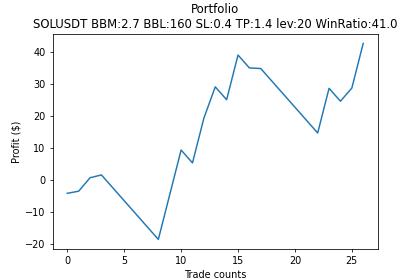 Portfolio
SOLUSDT BBM:2.7 BBL:160 SL:0.4 TP:1.4 lev:20 WinRatio:41.0
40
30
20
10
0
−10
−20
Profit ($)
0 5 10 15 20 25
Trade counts